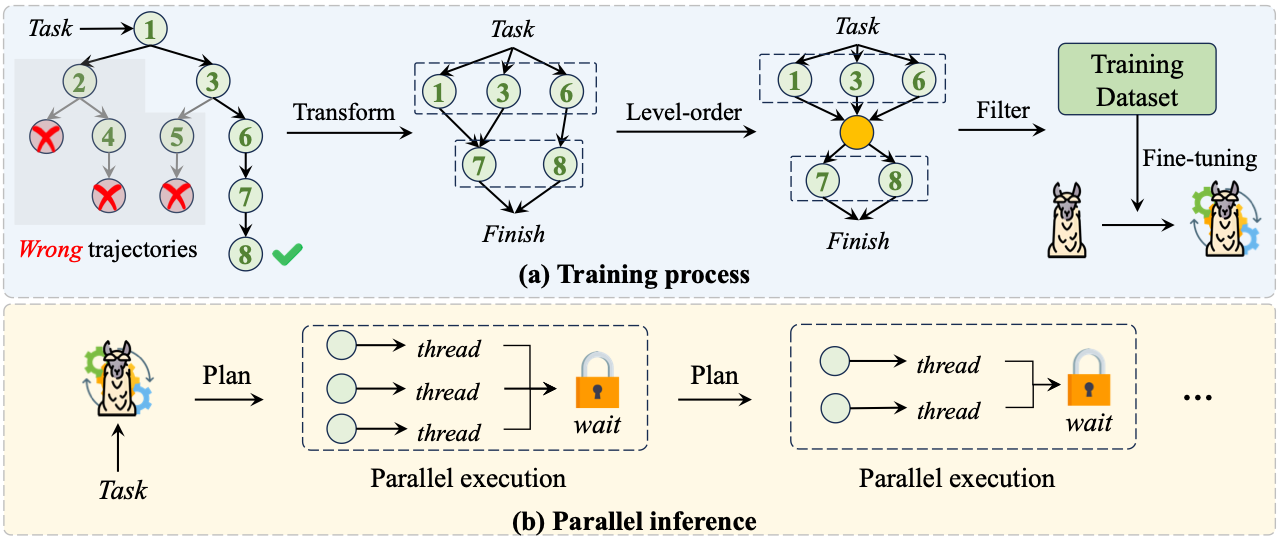 Task
1
2
3
4
5
6
7
8
Wrong trajectories
Transform
Task
1
3
6
7
8
Finish
Level-order
Task
1
3
6
7
8
Finish
Filter
Training
Dataset
Fine-tuning
(a) Training process
Task
Plan
thread
thread
thread
wait
Parallel execution
Plan
thread
thread
wait
Parallel execution
...
(b) Parallel inference